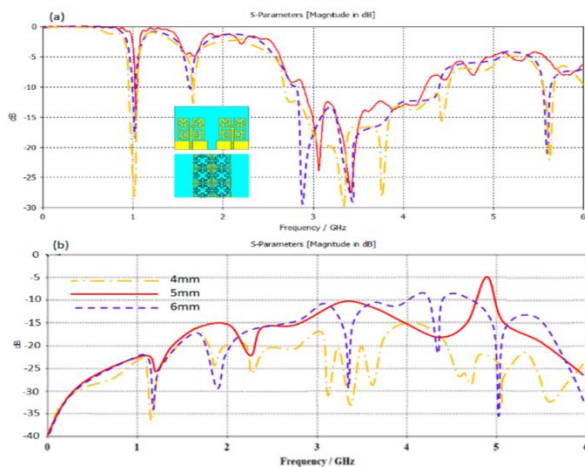 S-Parameters [Magnitude in dB]
(a)
0
-5
-10
-15
-20
-25
-30
dB
0 1 2 3 4 5 6
Frequency / GHz
S-Parameters [Magnitude in dB]
(b)
0
-5
-10
-15
-20
-25
-30
-35
-40
dB
4mm
5mm
6mm
0 1 2 3 4 5 6
Frequency / GHz